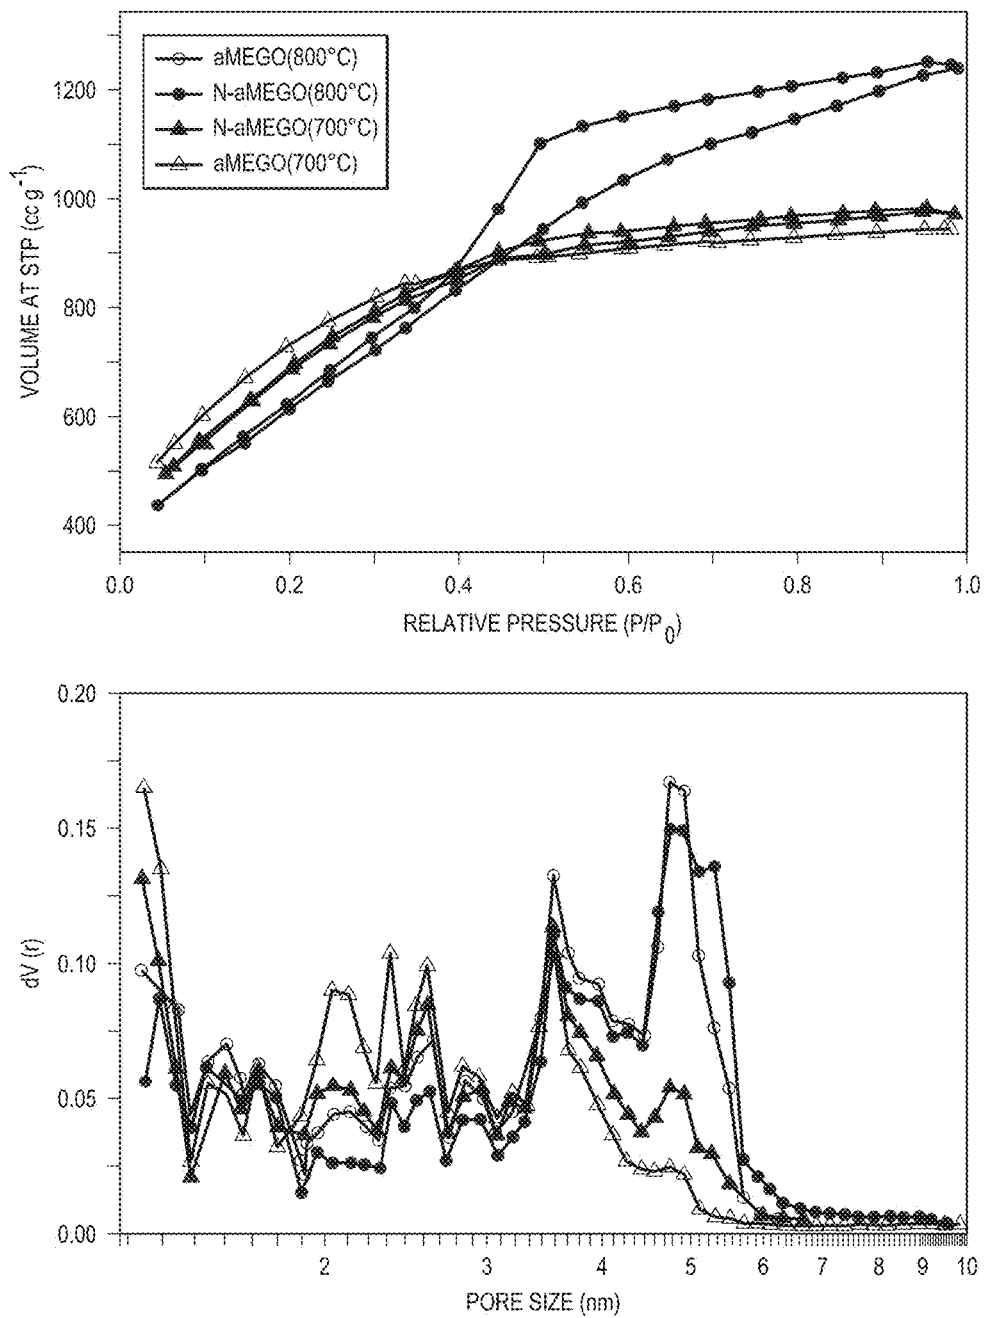 aMEGO(800°C)
N-aMEGO(800°C)
N-aMEGO(700°C)
aMEGO(700°C)
VOLUME AT STP (cc g⁻¹)
1200
1000
800
600
400
0.0 0.2 0.4 0.6 0.8 1.0
RELATIVE PRESSURE (P/P₀)
dV (r)
0.20
0.15
0.10
0.05
0.00
2 3 4 5 6 7 8 9 10
PORE SIZE (nm)